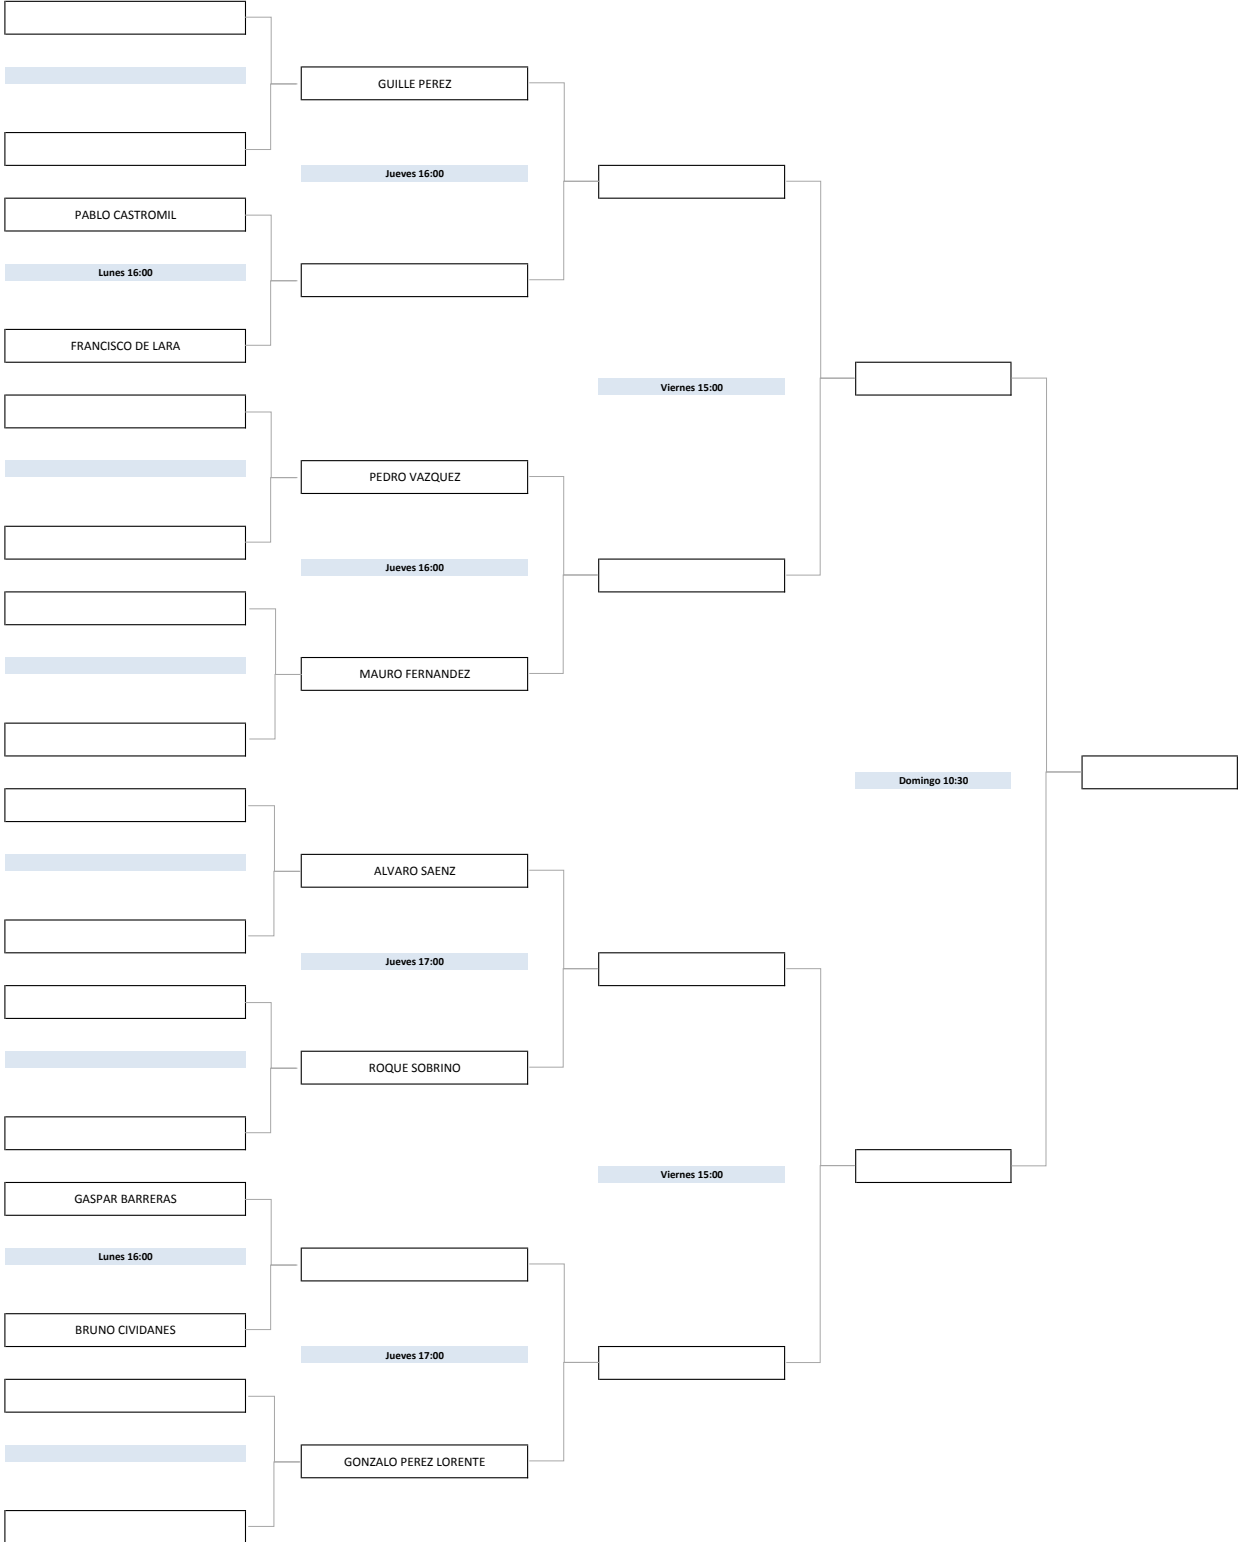 GUILLE PEREZ
Jueves 16:00
PABLO CASTROMIL
Lunes 16:00
FRANCISCO DE LARA
Viernes 15:00
PEDRO VAZQUEZ
Jueves 16:00
MAURO FERNANDEZ
Domingo 10:30
ALVARO SAENZ
Jueves 17:00
ROQUE SOBRINO
Viernes 15:00
GASPAR BARRERAS
Lunes 16:00
BRUNO CIVIDANES
Jueves 17:00
GONZALO PEREZ LORENTE